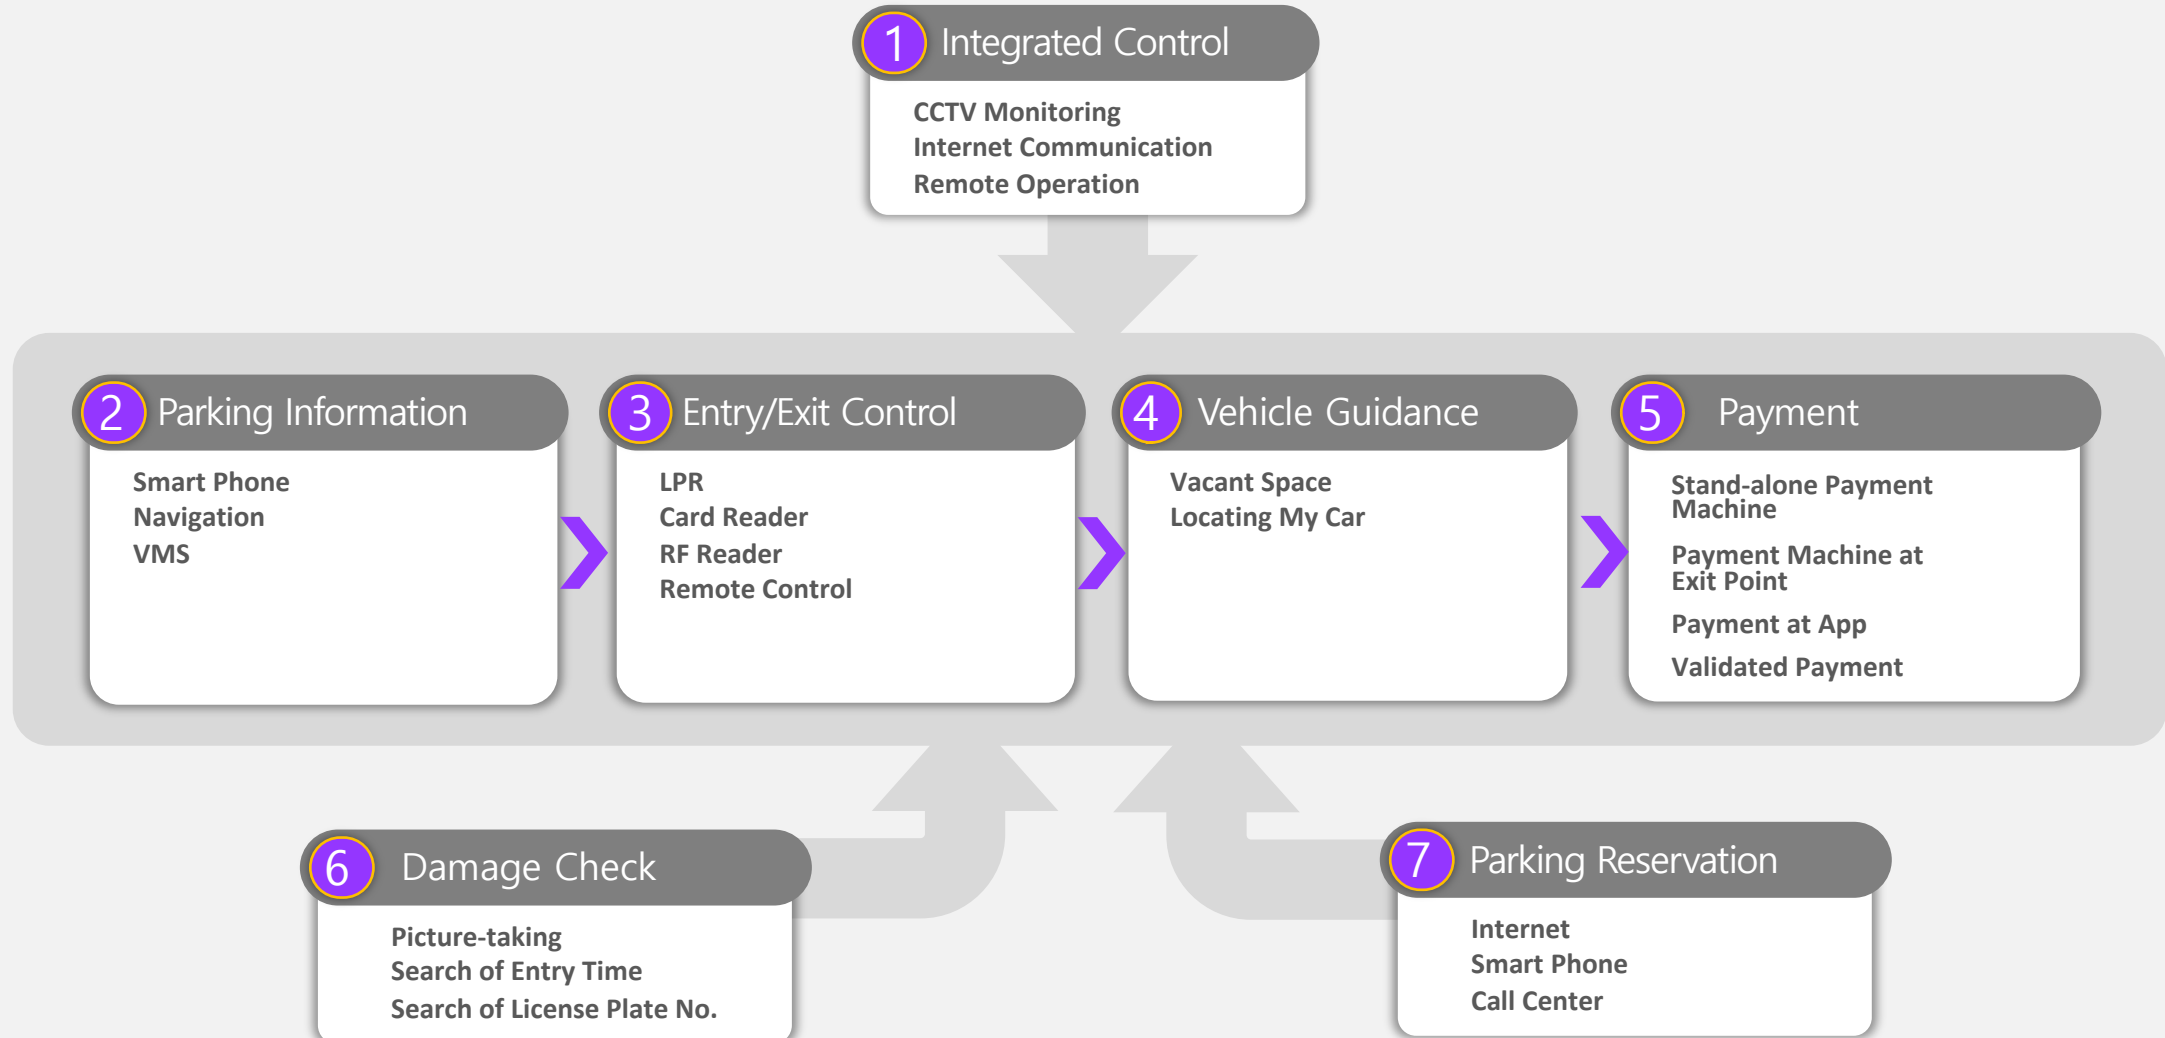 1 Integrated Control
CCTV Monitoring
Internet Communication
Remote Operation
2 Parking Information
Smart Phone
Navigation
VMS
3 Entry/Exit Control
LPR
Card Reader
RF Reader
Remote Control
4 Vehicle Guidance
Vacant Space
Locating My Car
5 Payment
Stand-alone Payment
Machine
Payment Machine at
Exit Point
Payment at App
Validated Payment
6 Damage Check
Picture-taking
Search of Entry Time
Search of License Plate No.
7 Parking Reservation
Internet
Smart Phone
Call Center